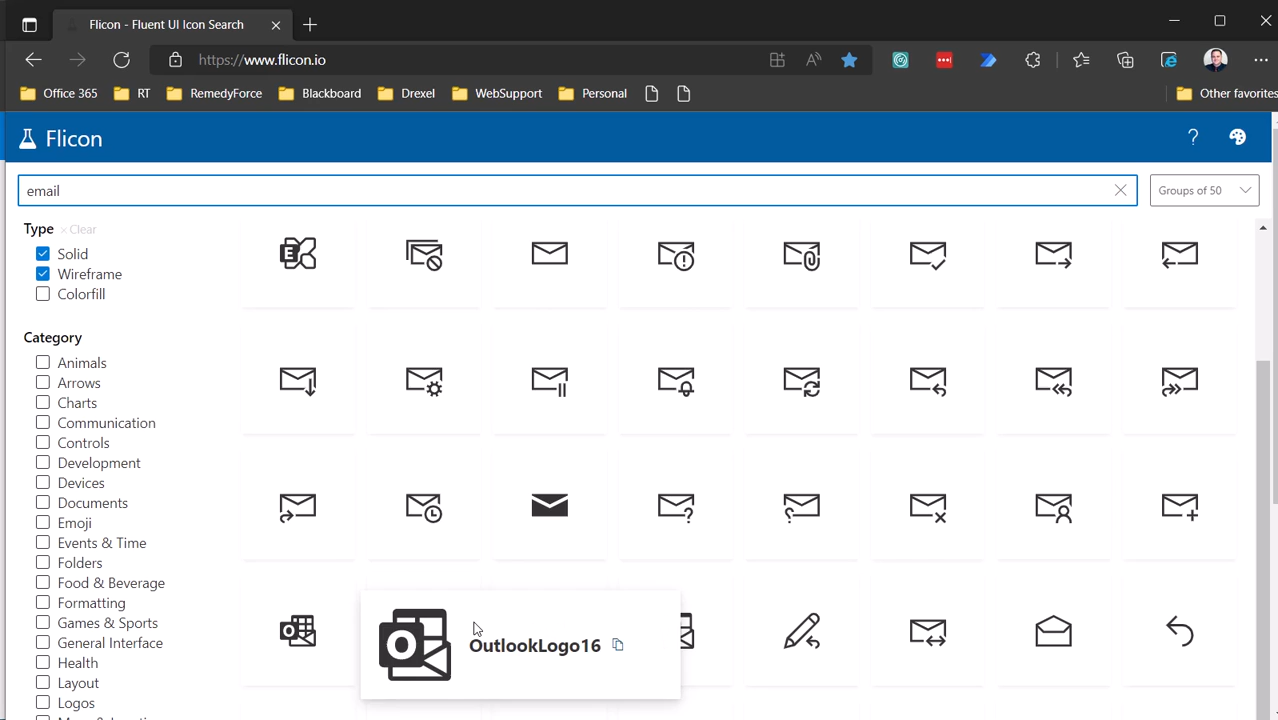 Flicon - Fluent UI Icon Search
https://www.flicon.io
Office 365
RT
RemedyForce
Blackboard
Drexel
WebSupport
Personal
Other favorites
Flicon
email
Groups of 50
Type
Clear
Solid
Wireframe
Colorfill
Category
Animals
Arrows
Charts
Communication
Controls
Development
Devices
Documents
Emoji
Events & Time
Folders
Food & Beverage
Formatting
Games & Sports
General Interface
Health
Layout
Logos
OutlookLogo16